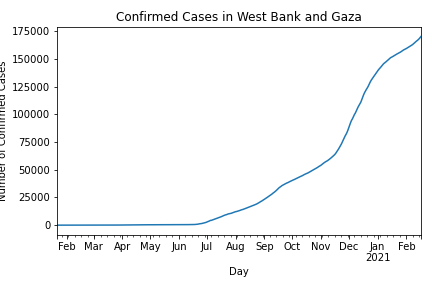 Confirmed Cases in West Bank and Gaza
175000
150000
125000
100000
75000
50000
25000
0
Number of Confirmed Cases
Feb Mar Apr May Jun Jul Aug Sep Oct Nov Dec Jan Feb
2021
Day